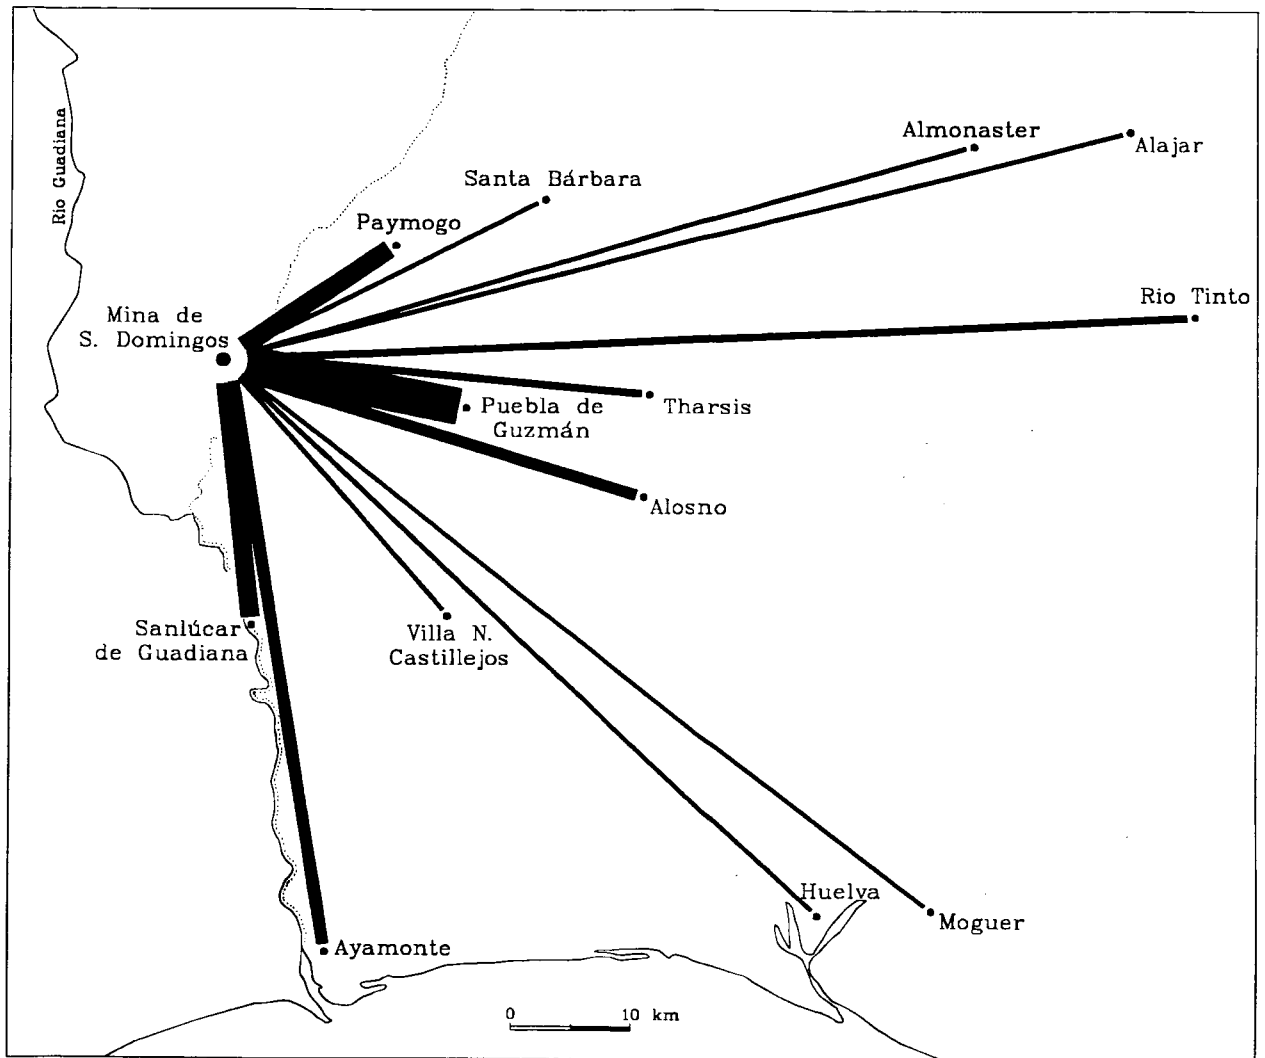 Rio Guadiana
Almonaster
Alajar
Santa Bárbara
Paymogo
Rio Tinto
Mina de
S. Domingos
Tharsis
Puebla de
Guzmán
Alosno
Sanlúcar
de Guadiana
Villa N.
Castillejos
Huelva
Moguer
Ayamonte
0 10 km